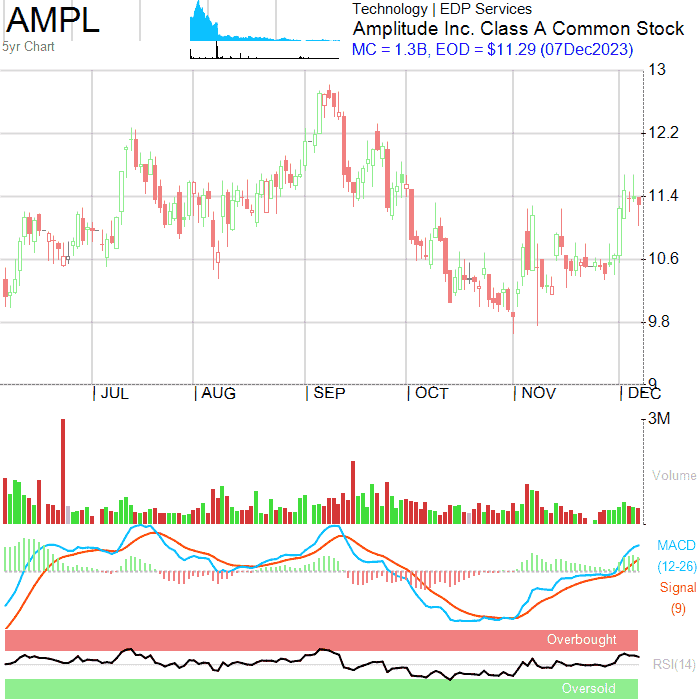 AMPL
5yr Chart
Technology | EDP Services
Amplitude Inc. Class A Common Stock
MC = 1.3B, EOD = $11.29 (07Dec2023)
13
12.2
11.4
10.6
9.8
9
JUL AUG SEP OCT NOV DEC
3M
Volume
MACD
(12-26)
Signal
(9)
Overbought
RSI(14)
Oversold